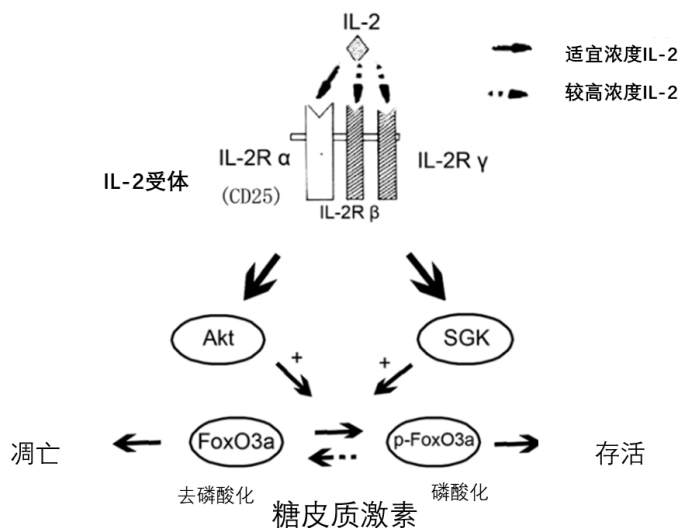 IL-2
适宜浓度IL-2
较高浓度IL-2
IL-2R α
(CD25)
IL-2R γ
IL-2受体
IL-2R β
Akt
SGK
+
+
凋亡
FoxO3a
p-FoxO3a
存活
去磷酸化
磷酸化
糖皮质激素